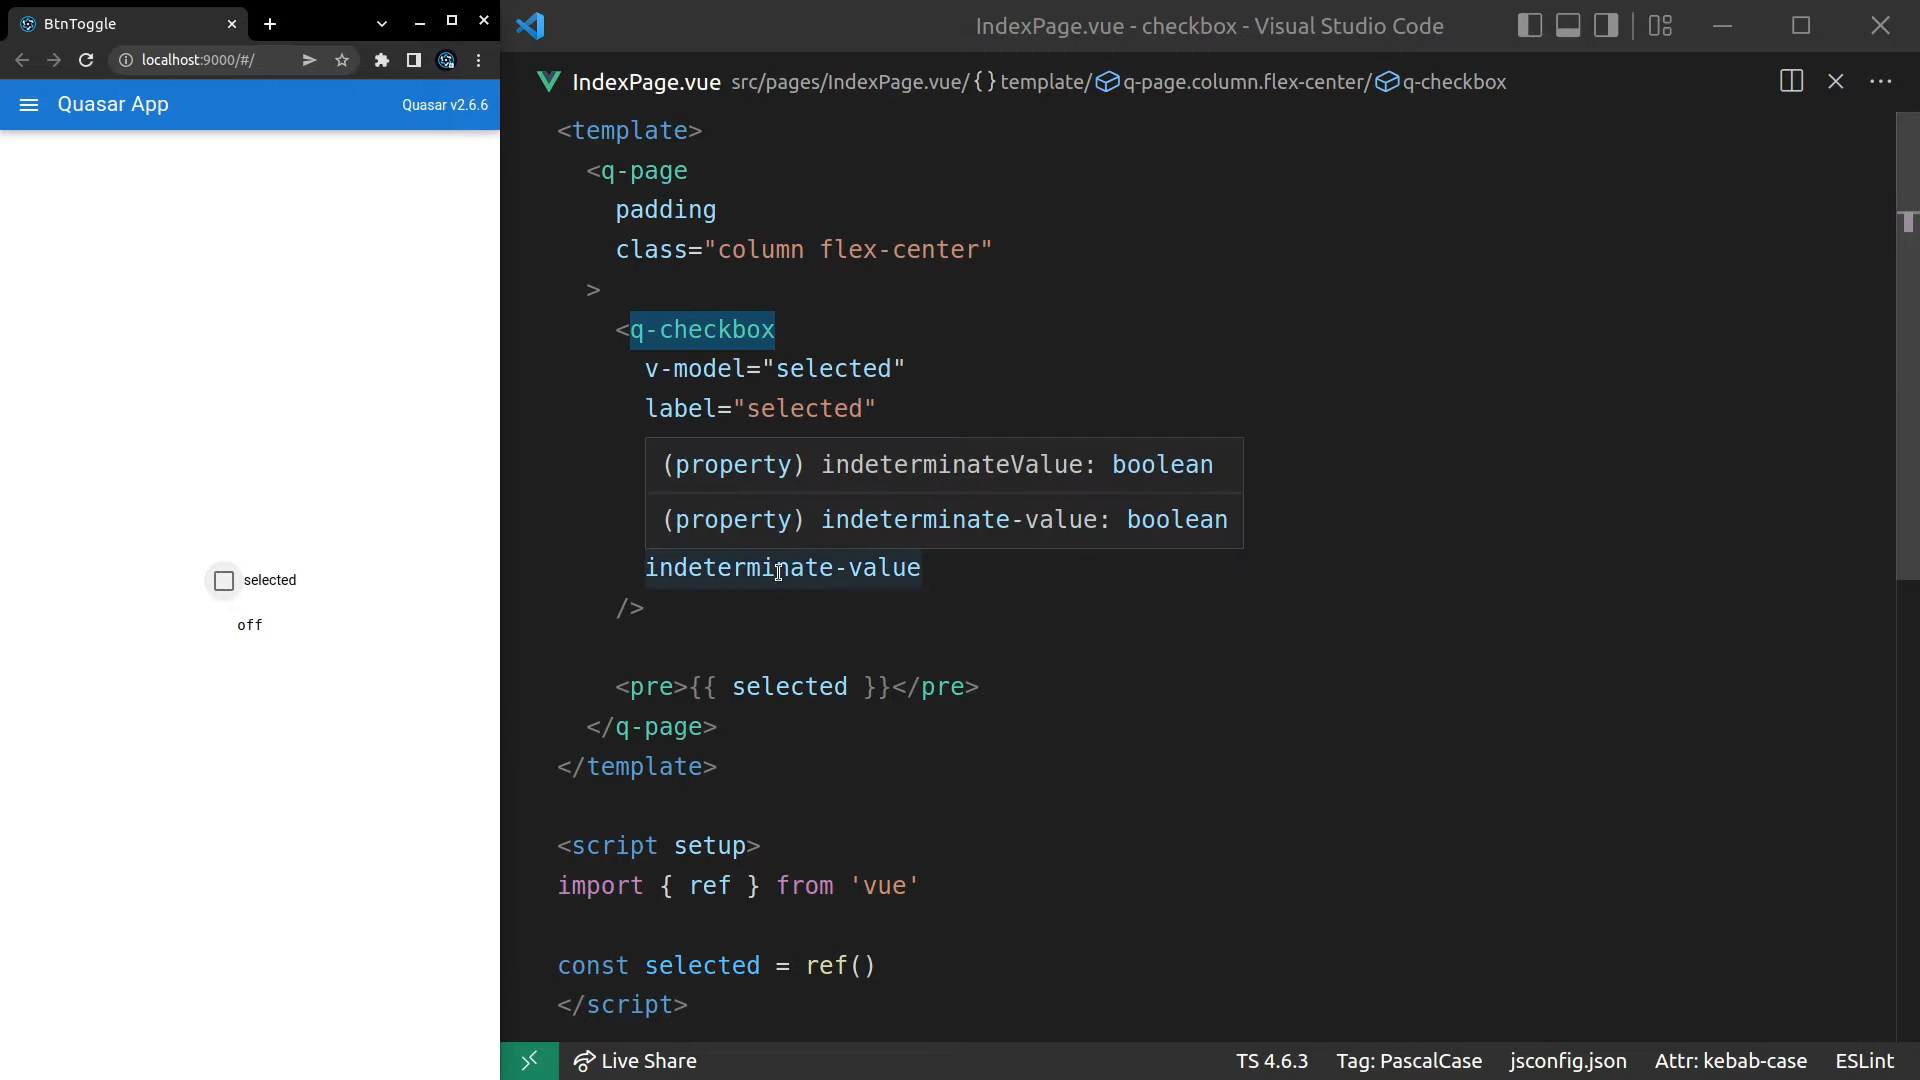 BtnToggle
localhost:9000/#/
Quasar App
Quasar v2.6.6
selected
off
IndexPage.vue - checkbox - Visual Studio Code
IndexPage.vue src/pages/IndexPage.vue/ {} template/ q-page.column.flex-center/ q-checkbox
<template>
<q-page
padding
class="column flex-center"
>
<q-checkbox
v-model="selected"
label="selected"
(property) indeterminateValue: boolean
(property) indeterminate-value: boolean
indeterminate-value
/>
<pre>{{ selected }}</pre>
</q-page>
</template>
<script setup>
import { ref } from 'vue'
const selected = ref()
</script>
Live Share
TS 4.6.3
Tag: PascalCase
jsconfig.json
Attr: kebab-case
ESLint